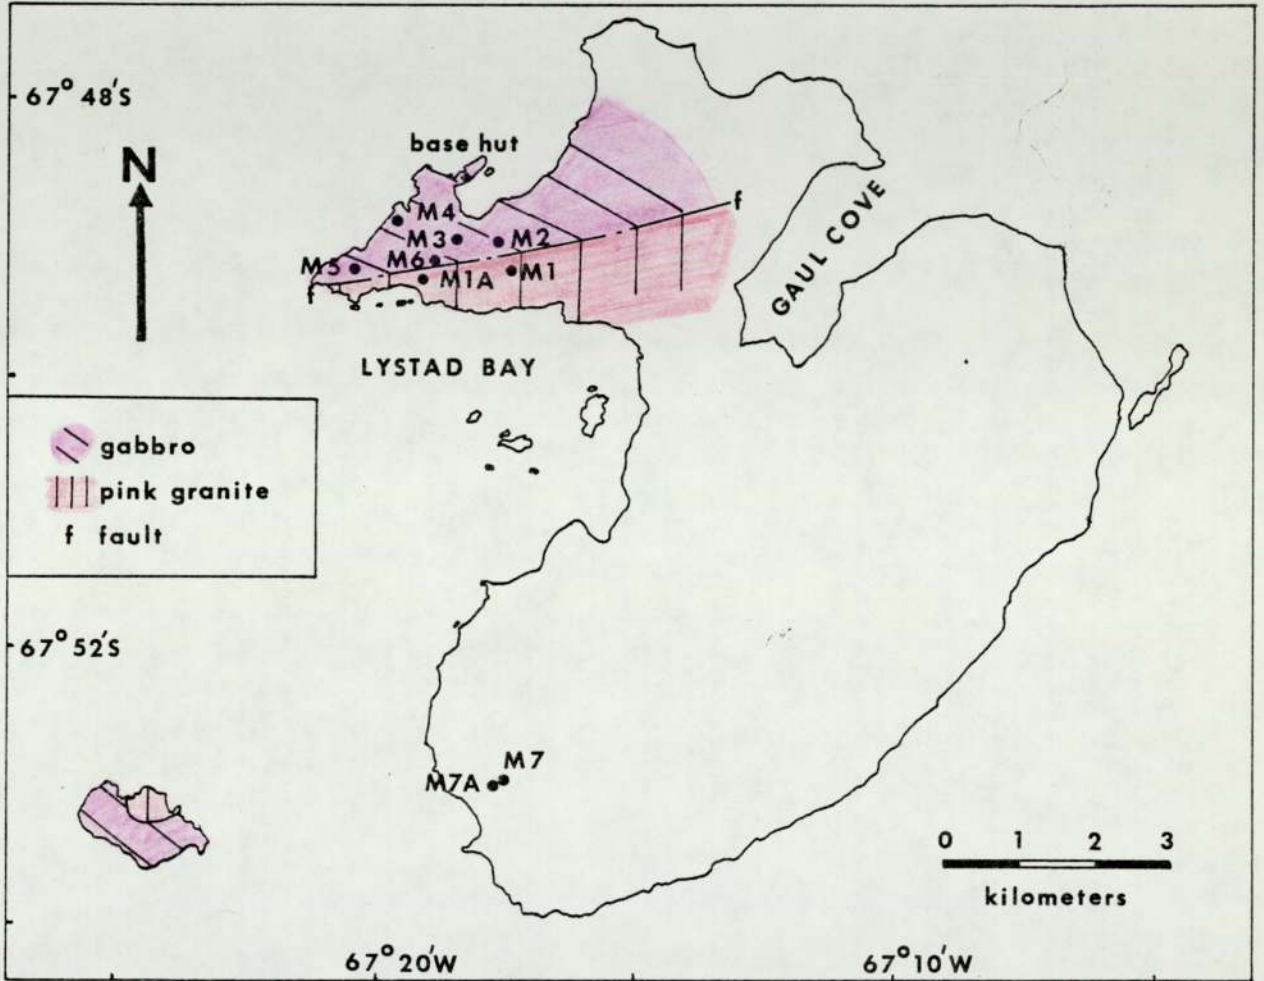 67° 48'S
base hut
N
M4
M3
M2
f
M5
M6
M1
M1A
f
GAUL COVE
LYSTAD BAY
gabbro
pink granite
f fault
67° 52'S
M7
M7A
0 1 2 3
kilometers
67° 20'W
67° 10'W